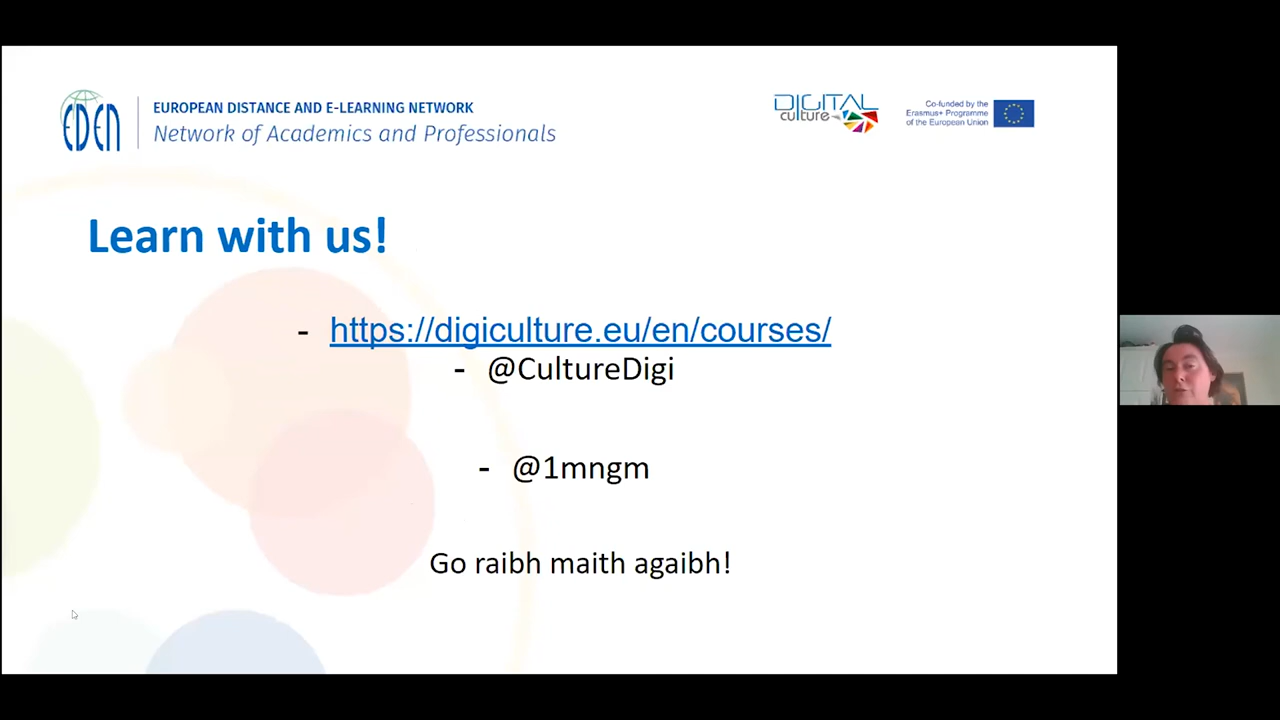 EDEN
EUROPEAN DISTANCE AND E-LEARNING NETWORK
Network of Academics and Professionals
DIGITAL
culture
Co-funded by the
Erasmus+ Programme
of the European Union
Learn with us!
- https://digiculture.eu/en/courses/
- @CultureDigi
- @1mngm
Go raibh maith agaibh!